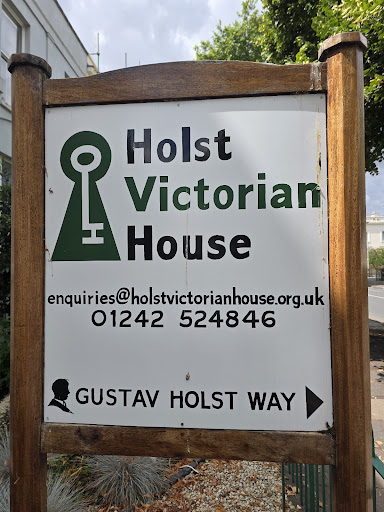 Holst
Victorian
House
enquiries@holstvictorianhouse.org.uk
01242 524846
GUSTAV HOLST WAY